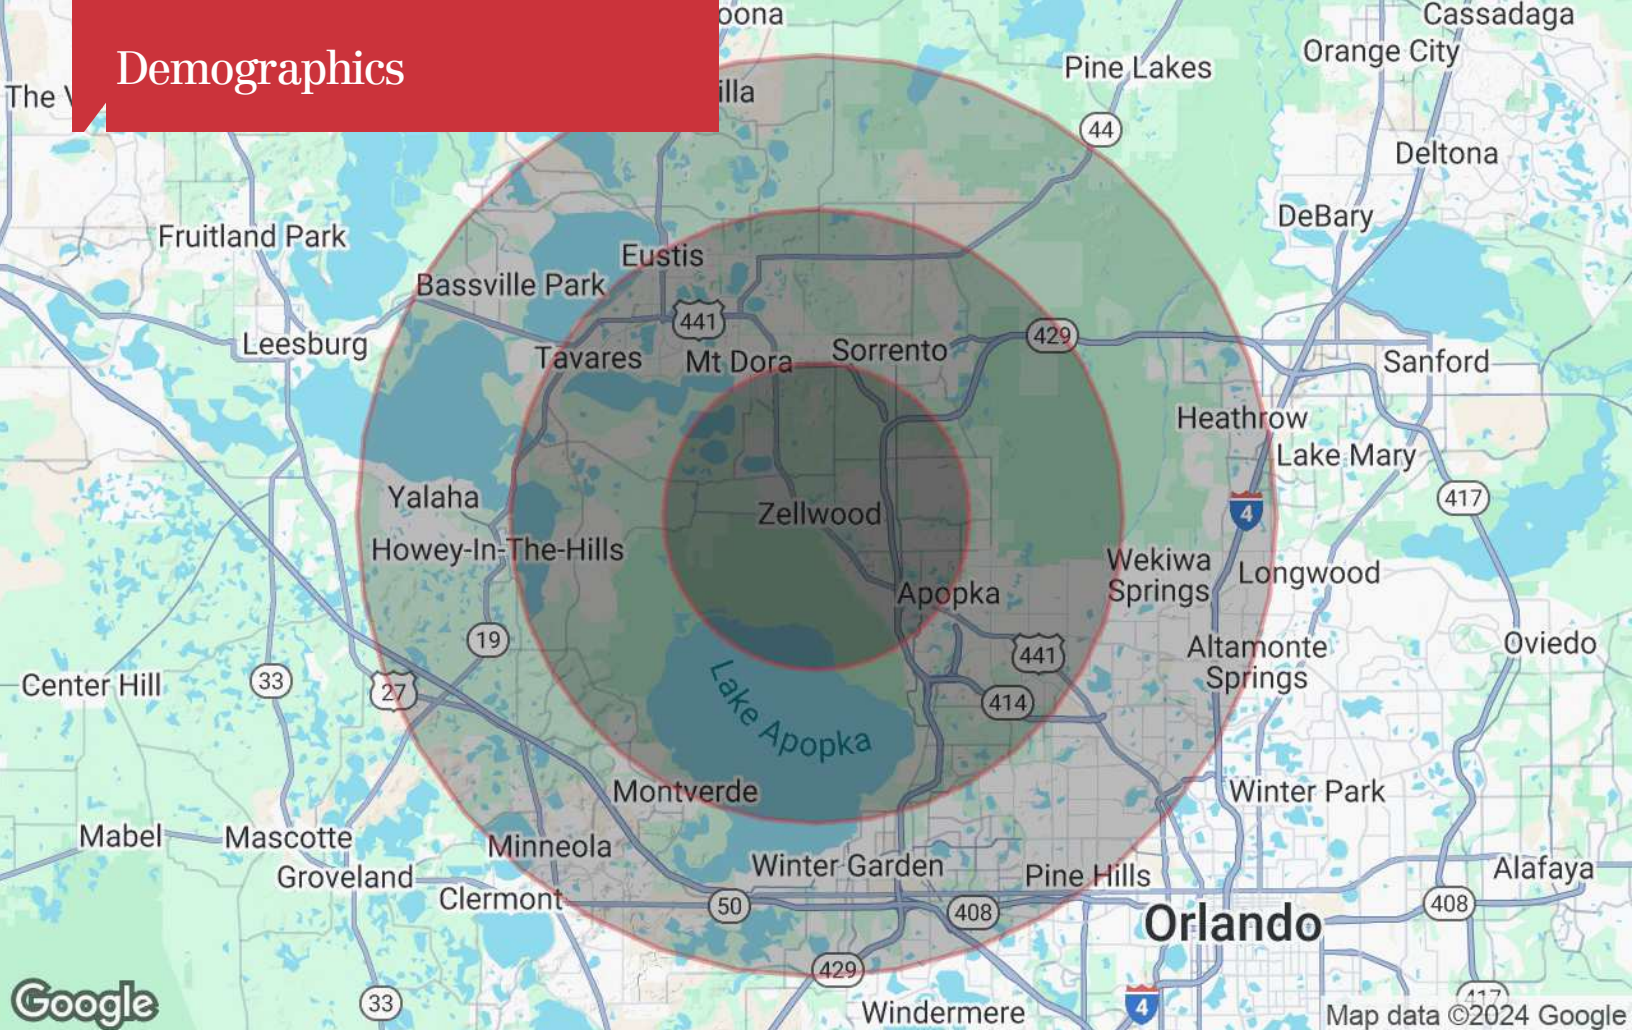 Demographics
Cassadaga
Orange City
Pine Lakes
44
Deltona
DeBary
Fruitland Park
Eustis
Bassville Park
441
429
Leesburg
Tavares
Mt Dora
Sorrento
Sanford
Heathrow
Lake Mary
Yalaha
417
4
Zellwood
Howey-In-The-Hills
Wekiwa
Springs
Longwood
Apopka
19
441
Altamonte
Springs
Oviedo
Center Hill
33
27
414
Lake Apopka
Montverde
Winter Park
Mabel
Mascotte
Minneola
Groveland
Winter Garden
Pine Hills
Alafaya
Clermont
50
408
408
Orlando
429
Google
33
Windermere
4
417
Map data ©2024 Google